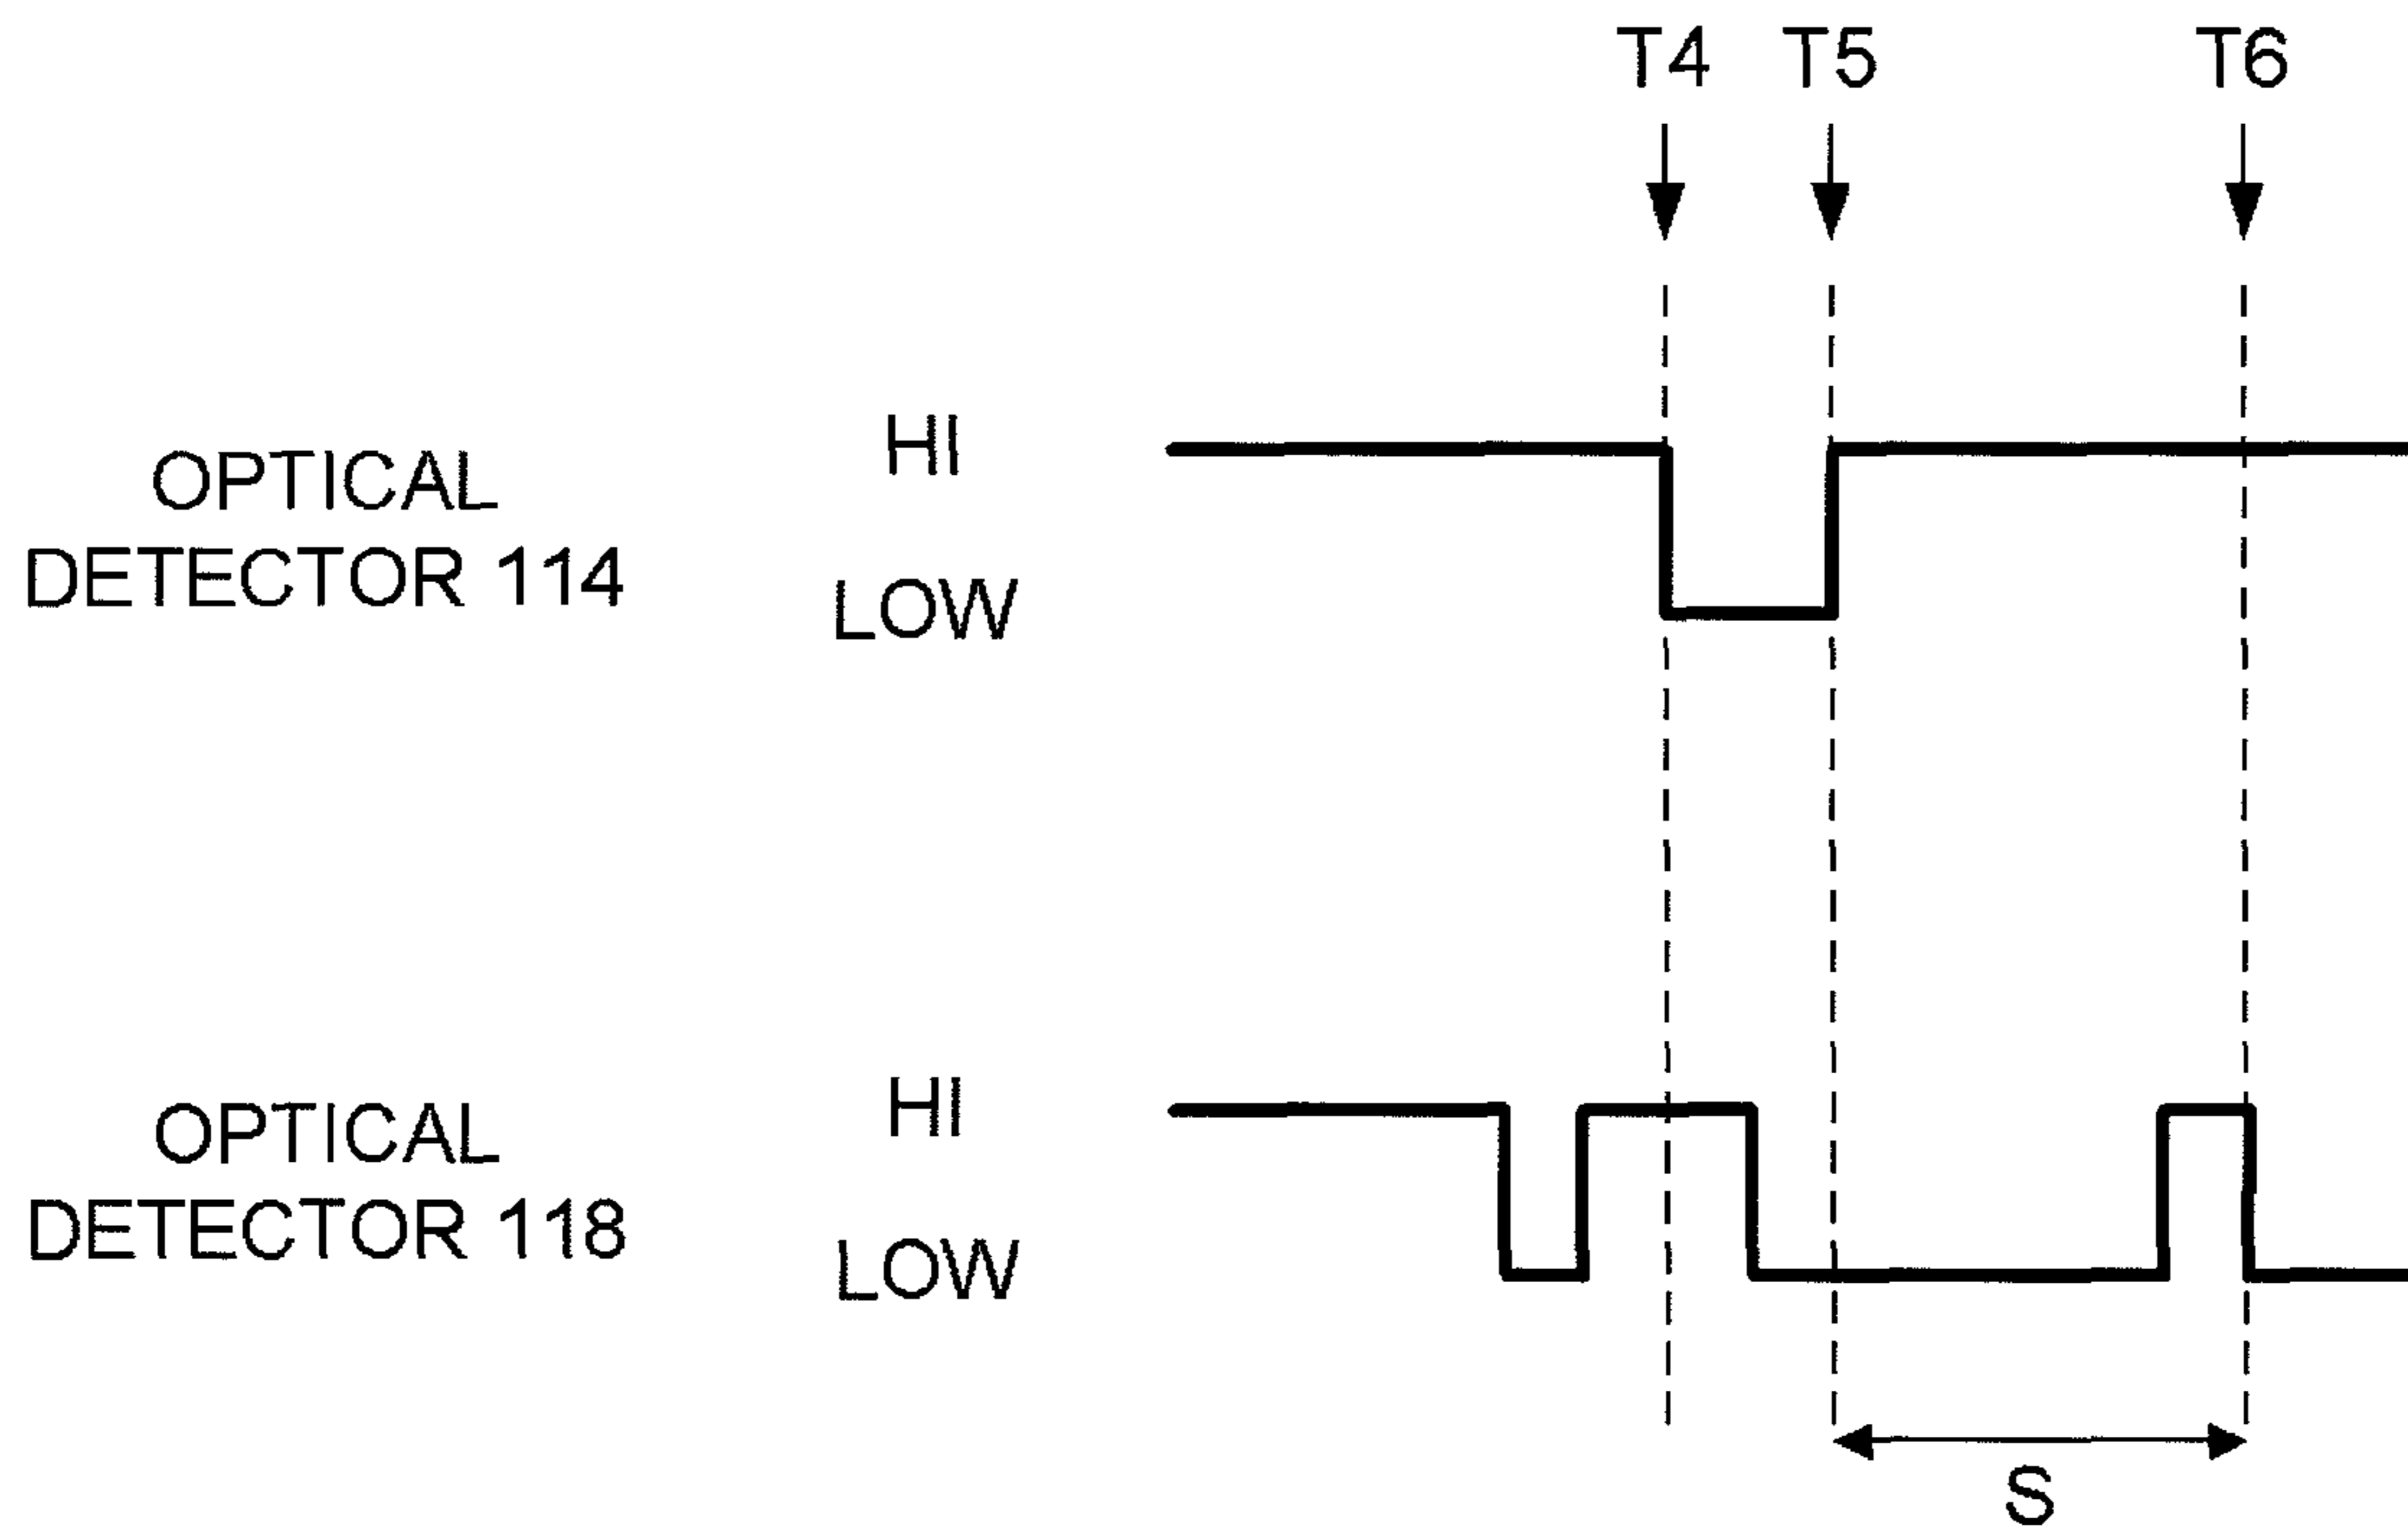 T4 T5 T6
HI
OPTICAL
DETECTOR 114
LOW
HI
OPTICAL
DETECTOR 118
LOW
S